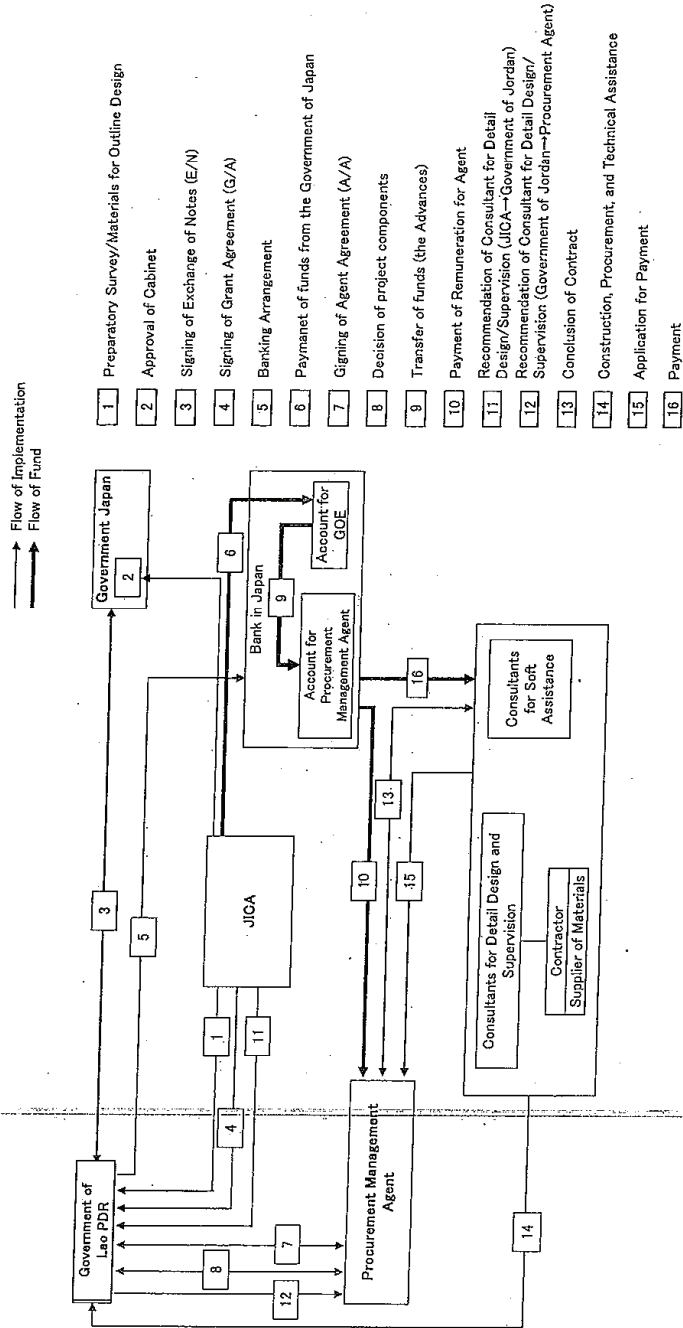 Flow of Implementation
Flow of Fund
Government of
Lao PDR
3
5
Government Japan
2
1
4
11
JICA
6
Bank in Japan
9
Account for
GOE
Account for
Procurement
Management Agent
7
8
12
10
13
15
16
Procurement Management
Agent
Consultants for Detail Design and
Supervision
Contractor
Supplier of Materials
Consultants
for Soft
Assistance
14
1 Preparatory Survey/Materials for Outline Design
2 Approval of Cabinet
3 Signing of Exchange of Notes (E/N)
4 Signing of Grant Agreement (G/A)
5 Banking Arrangement
6 Paymanet of funds from the Government of Japan
7 Gigning of Agent Agreement (A/A)
8 Decision of project components
9 Transfer of funds (the Advances)
10 Payment of Remuneration for Agent
11 Recommendation of Consultant for Detail
Design/Supervision (JICA→Government of Jordan)
12 Recommendation of Consultant for Detail Design/
Supervision (Government of Jordan→Procurement Agent)
13 Conclusion of Contract
14 Construction, Procurement, and Technical Assistance
15 Application for Payment
16 Payment